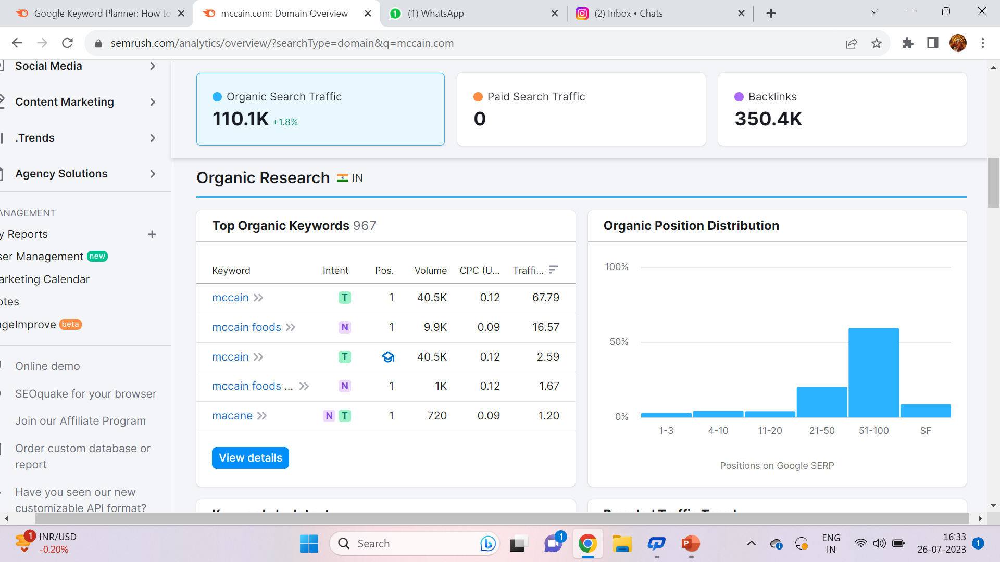 Google Keyword Planner: How to
mccain.com: Domain Overview
1
(1) WhatsApp
(2) Inbox • Chats
semrush.com/analytics/overview/?searchType=domain&q=mccain.com
Social Media
Content Marketing
.Trends
Agency Solutions
ANAGEMENT
y Reports
ser Management new
arketing Calendar
otes
ageImprove beta
Online demo
SEOquake for your browser
Join our Affiliate Program
Order custom database or
report
Have you seen our new
customizable API format?
Organic Search Traffic
110.1K +1.8%
Paid Search Traffic
0
Backlinks
350.4K
Organic Research IN
Top Organic Keywords 967
Keyword Intent Pos. Volume CPC (U... Traffi...
mccain T 1 40.5K 0.12 67.79
mccain foods N 1 9.9K 0.09 16.57
mccain T 40.5K 0.12 2.59
mccain foods ... N 1 1K 0.12 1.67
macane N T 1 720 0.09 1.20
View details
Organic Position Distribution
100%
50%
0%
1-3 4-10 11-20 21-50 51-100 SF
Positions on Google SERP
1
INR/USD
-0.20%
Search
1
P
ENG
IN
16:33
26-07-2023
1